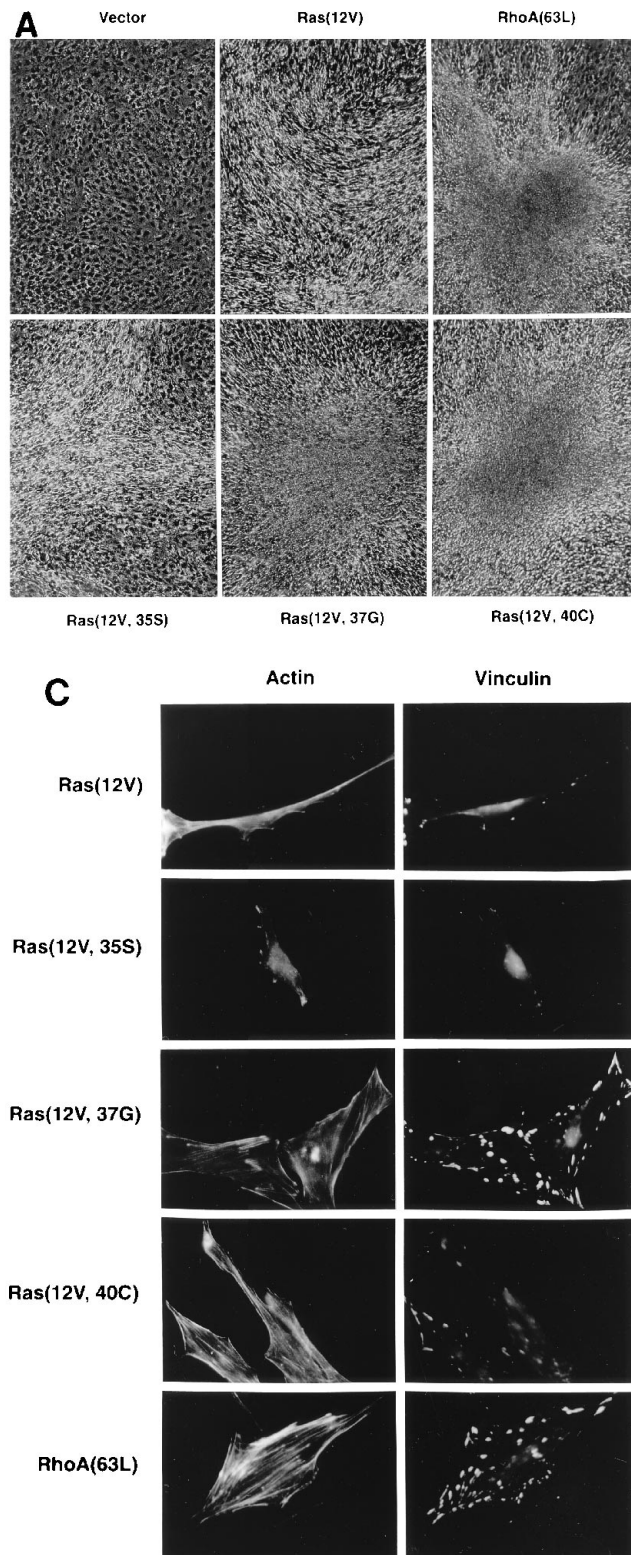 A
Vector Ras(12V) RhoA(63L)
Ras(12V, 35S) Ras(12V, 37G) Ras(12V, 40C)
C
Actin Vinculin
Ras(12V)
Ras(12V, 35S)
Ras(12V, 37G)
Ras(12V, 40C)
RhoA(63L)